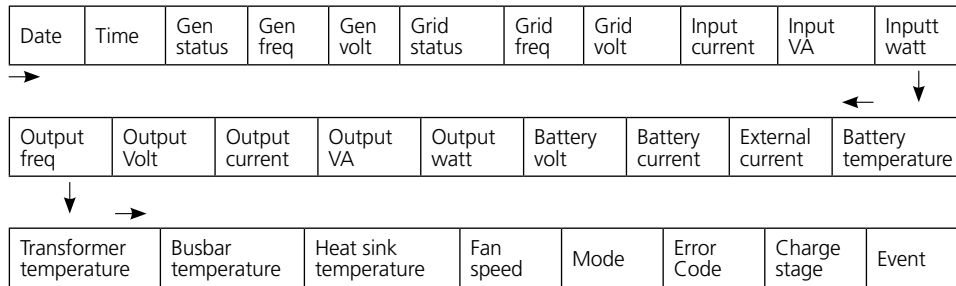 Date
Time
Gen
status
Gen
freq
Gen
volt
Grid
status
Grid
freq
Grid
volt
Input
current
Input
VA
Inputt
watt
Output
freq
Output
Volt
Output
current
Output
VA
Output
watt
Battery
volt
Battery
current
External
current
Battery
temperature
Transformer
temperature
Busbar
temperature
Heat sink
temperature
Fan
speed
Mode
Error
Code
Charge
stage
Event